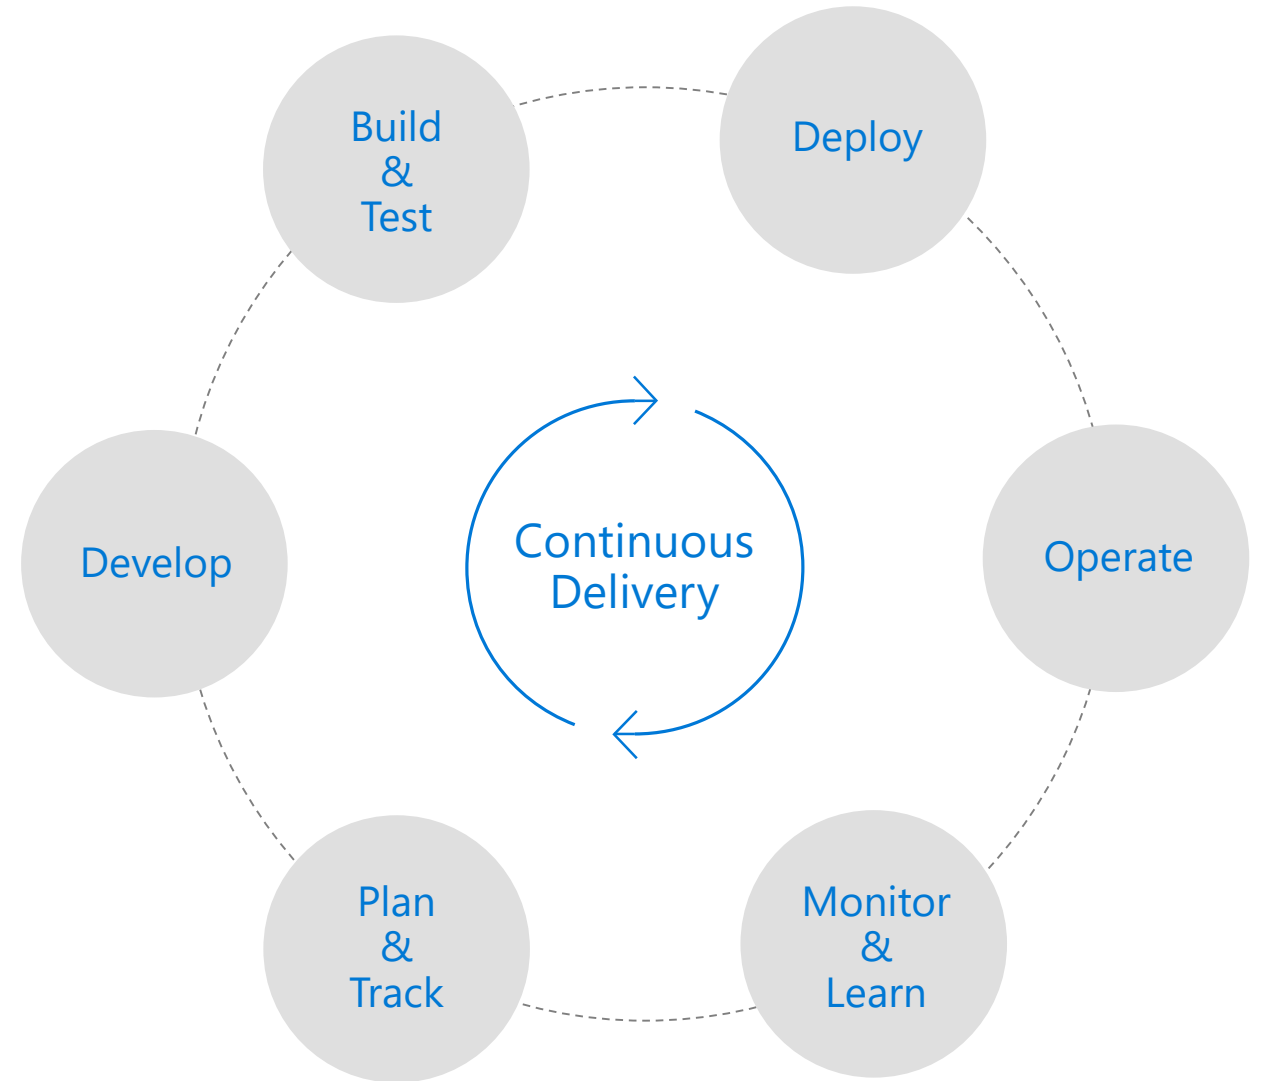 Build
&
Test
Deploy
Develop
Continuous
Delivery
Operate
Plan
&
Track
Monitor
&
Learn